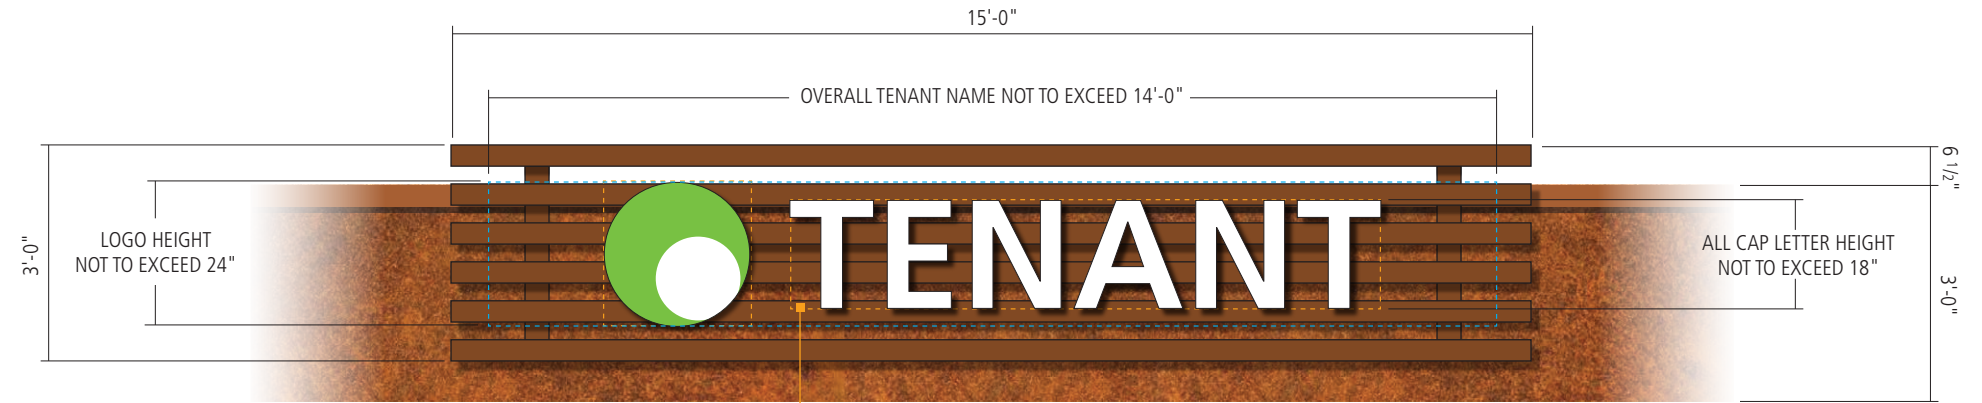 15'-0"
OVERALL TENANT NAME NOT TO EXCEED 14'-0"
6 1/2"
3'-0"
LOGO HEIGHT
NOT TO EXCEED 24"
TENANT
ALL CAP LETTER HEIGHT
NOT TO EXCEED 18"
3'-0"